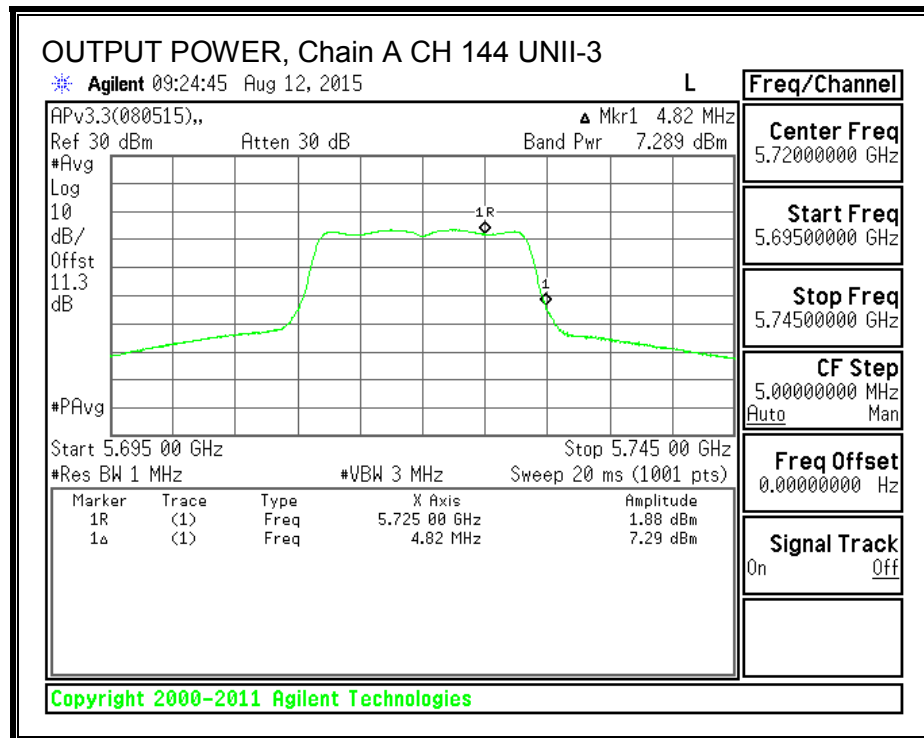 OUTPUT POWER, Chain A CH 144 UNII-3
Agilent 09:24:45 Aug 12, 2015 L
APv3.3(080515),, Δ Mkr1 4.82 MHz
Ref 30 dBm Atten 30 dB Band Pwr 7.289 dBm
#Avg
Log
10
dB/
Offst
11.3
dB
#PAvg
1R
1
Start 5.695 00 GHz Stop 5.745 00 GHz
#Res BW 1 MHz #VBW 3 MHz Sweep 20 ms (1001 pts)
Marker Trace Type X Axis Amplitude
1R (1) Freq 5.725 00 GHz 1.88 dBm
1Δ (1) Freq 4.82 MHz 7.29 dBm
Freq/Channel
Center Freq
5.72000000 GHz
Start Freq
5.69500000 GHz
Stop Freq
5.74500000 GHz
CF Step
5.00000000 MHz
Auto Man
Freq Offset
0.00000000 Hz
Signal Track
On Off
Copyright 2000-2011 Agilent Technologies